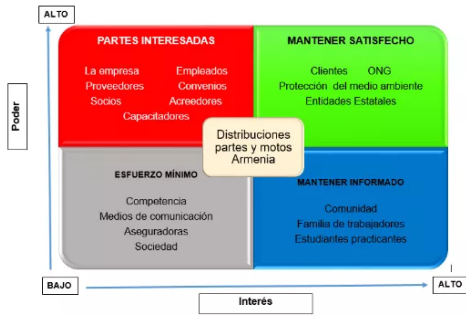 ALTO
PARTES INTERESADAS
La empresa Empleados
Proveedores Convenios
Socios Acreedores
Capacitadores
MANTENER SATISFECHO
Clientes ONG
Protección del medio ambiente
Entidades Estatales
Poder
Distribuciones
partes y motos
Armenia
ESFUERZO MÍNIMO
Competencia
Medios de comunicación
Aseguradoras
Sociedad
MANTENER INFORMADO
Comunidad
Familia de trabajadores
Estudiantes practicantes
BAJO
ALTO
Interés